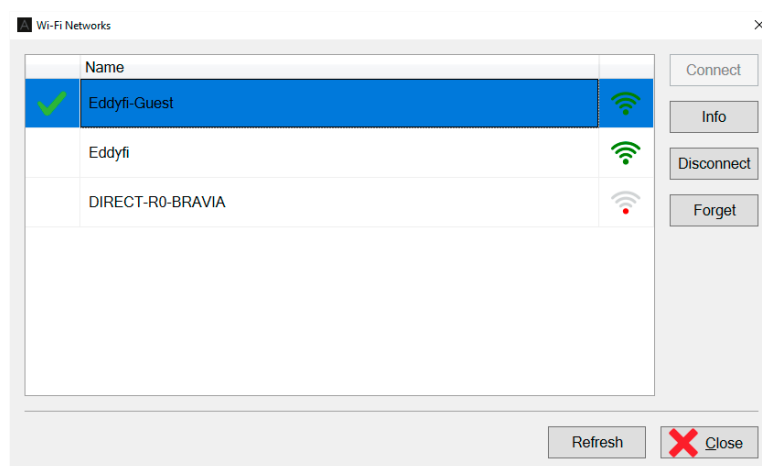 Wi-Fi Networks
Name
Connect
Eddyfi-Guest
Info
Eddyfi
Disconnect
DIRECT-R0-BRAVIA
Forget
Refresh
Close